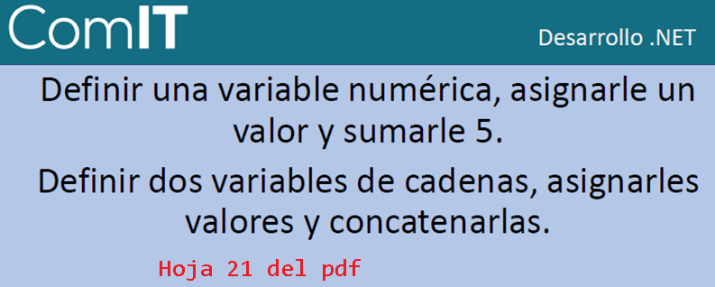 ComIT
Desarrollo .NET
Definir una variable numérica, asignarle un
valor y sumarle 5.
Definir dos variables de cadenas, asignarles
valores y concatenarlas.
Hoja 21 del pdf